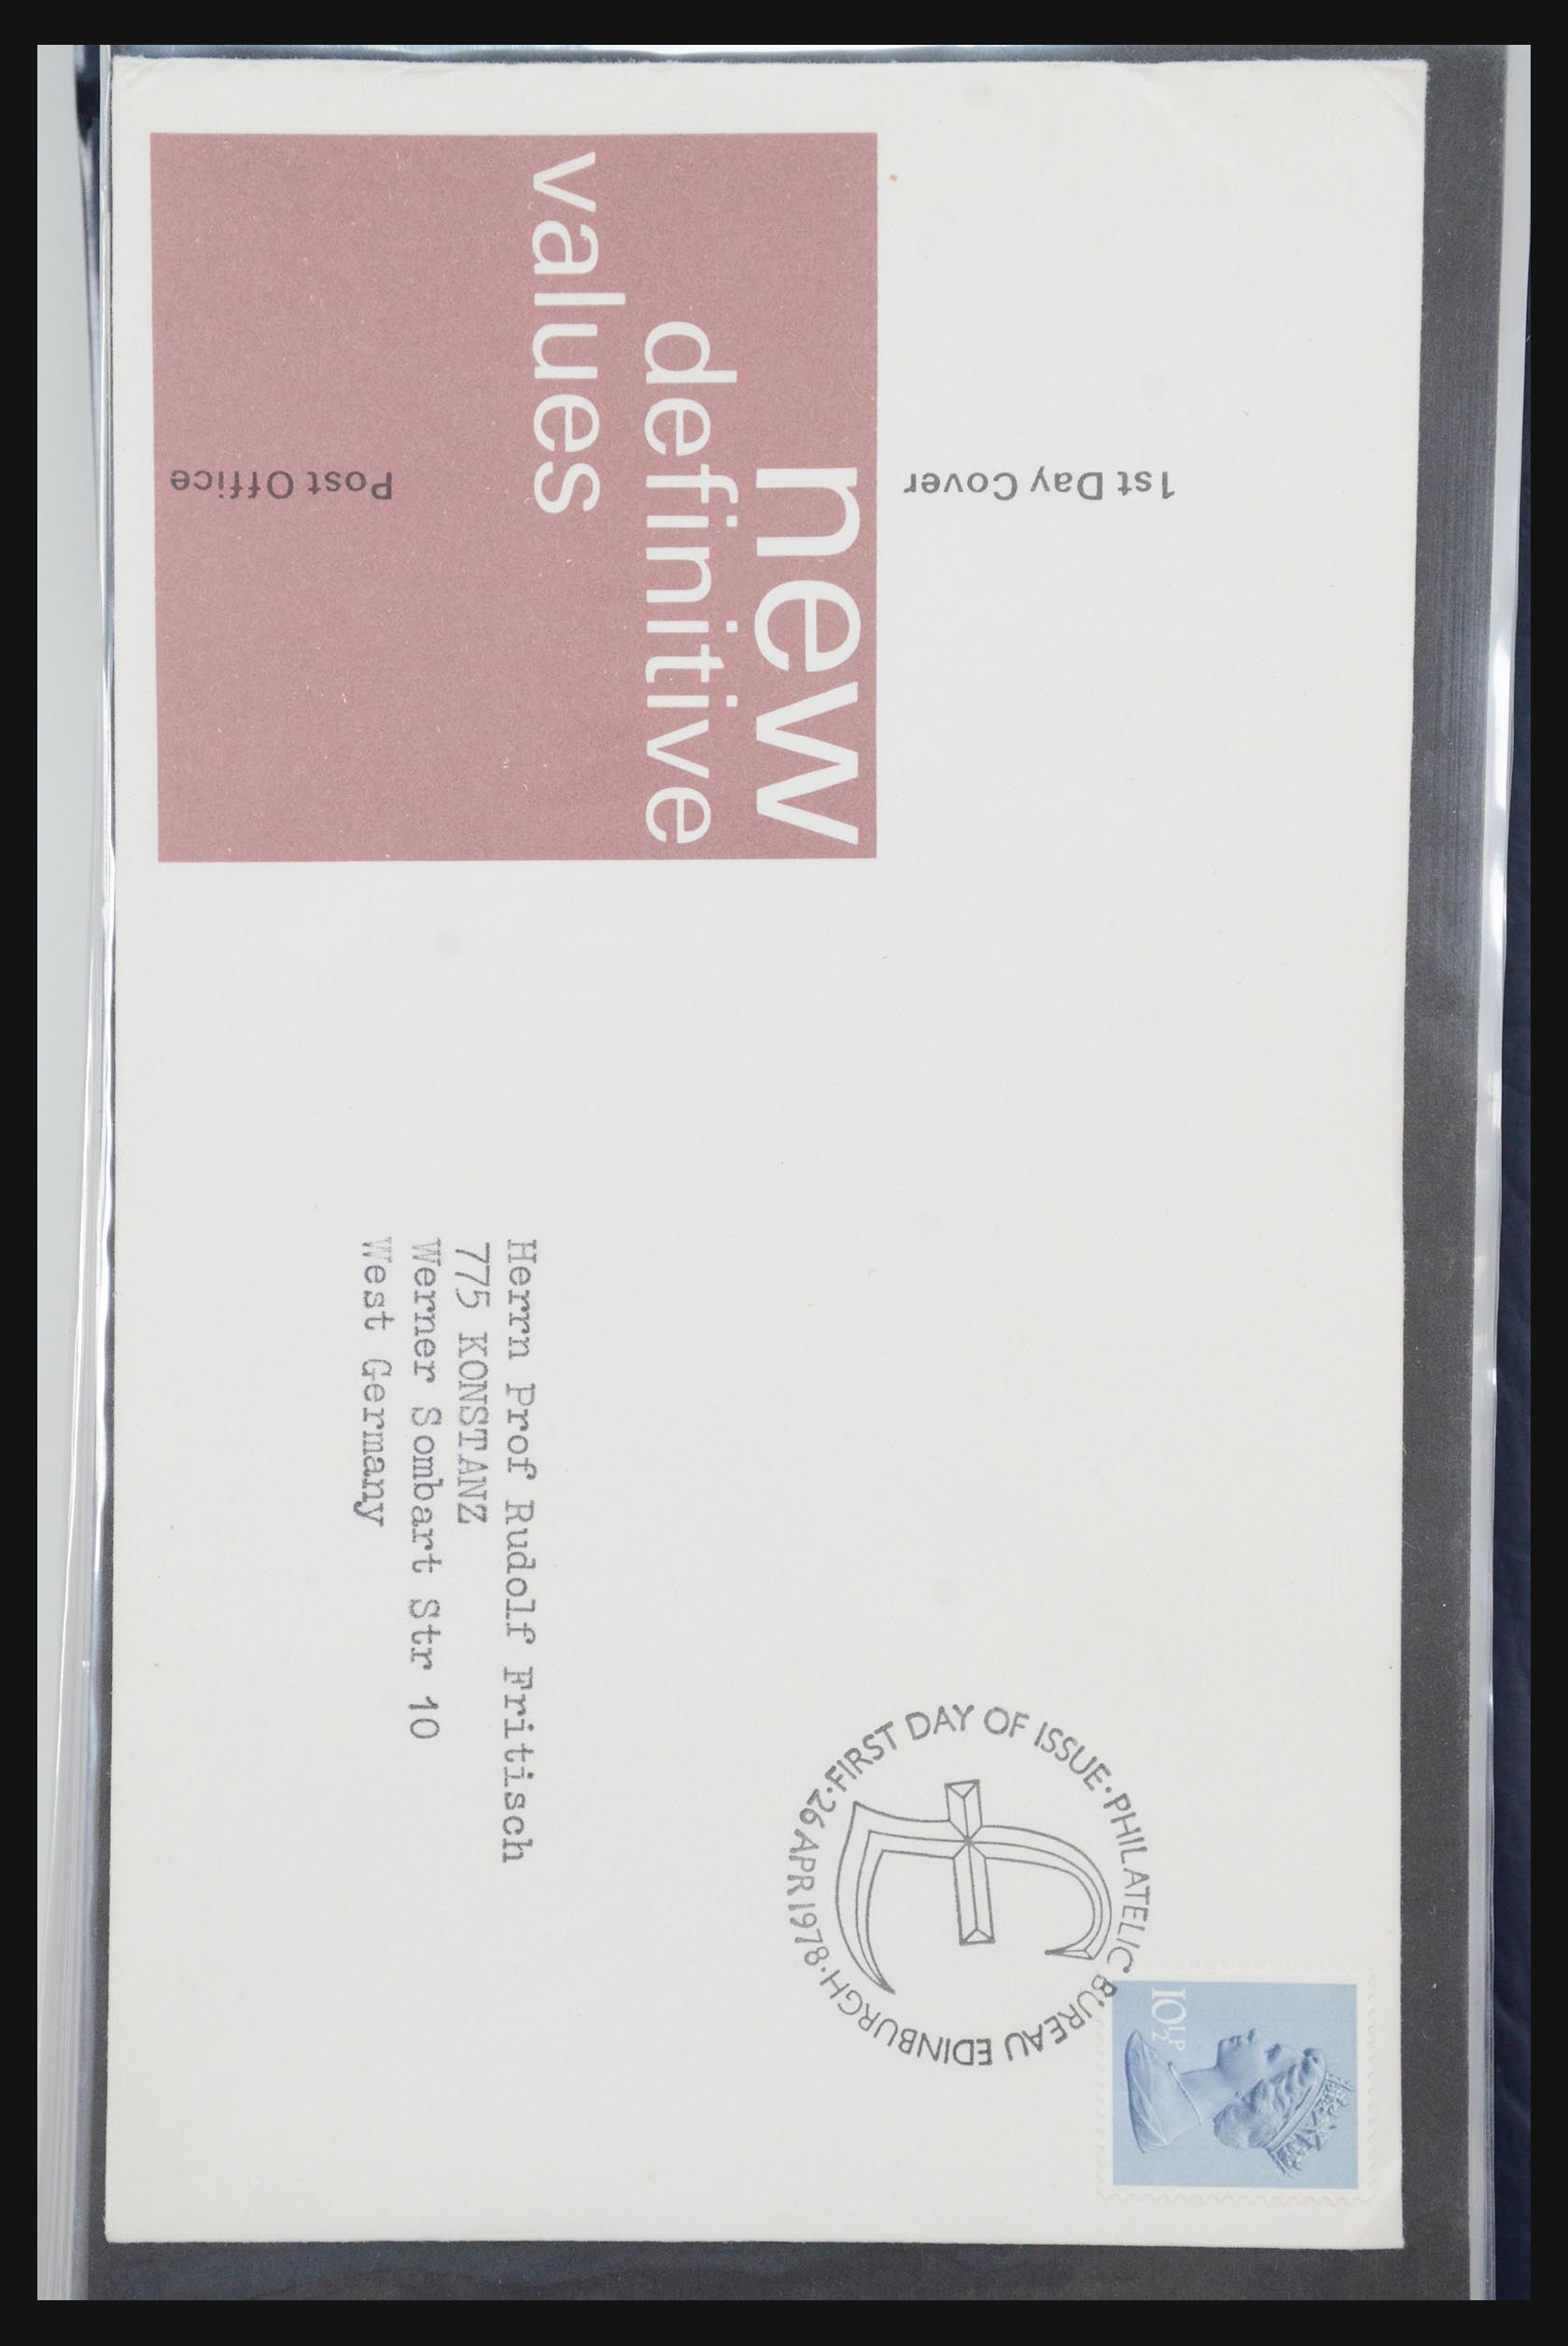 1st Day Cover
new
definitive
values
Post Office
·FIRST DAY OF ISSUE·PHILATELIC BUREAU EDINBURGH·
26 APR 1978
10½P
Herrn Prof Rudolf Fritisch
775 KONSTANZ
Werner Sombart Str 10
West Germany